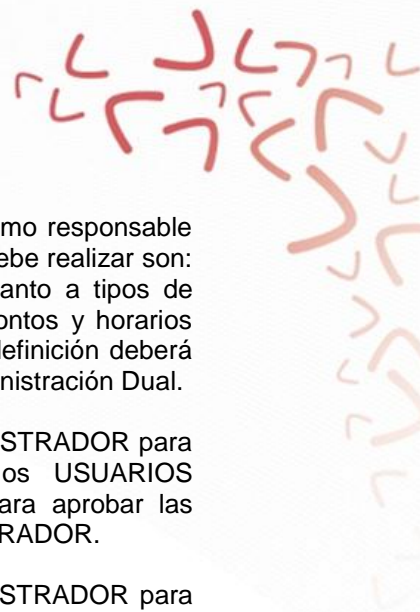 mo responsable
ebe realizar son:
anto a tipos de
ontos y horarios
definición deberá
nistración Dual.
STRADOR para
os USUARIOS
ara aprobar las
RADOR.
STRADOR para